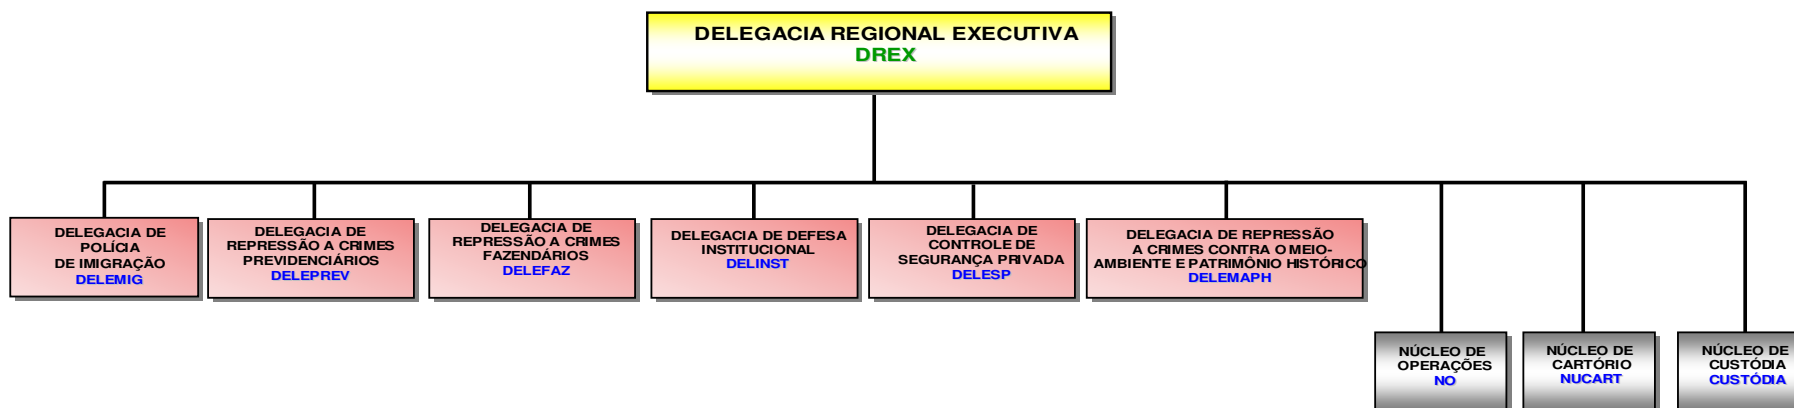 DELEGACIA REGIONAL EXECUTIVA
DREX
DELEGACIA DE
POLÍCIA
DE IMIGRAÇÃO
DELEMIG
DELEGACIA DE
REPRESSÃO A CRIMES
PREVIDENCIÁRIOS
DELEPREV
DELEGACIA DE
REPRESSÃO A CRIMES
FAZENDÁRIOS
DELEFAZ
DELEGACIA DE DEFESA
INSTITUCIONAL
DELINST
DELEGACIA DE
CONTROLE DE
SEGURANÇA PRIVADA
DELESP
DELEGACIA DE REPRESSÃO
A CRIMES CONTRA O MEIO-
AMBIENTE E PATRIMÔNIO HISTÓRICO
DELEMAPH
NÚCLEO DE
OPERAÇÕES
NO
NÚCLEO DE
CARTÓRIO
NUCART
NÚCLEO DE
CUSTÓDIA
CUSTÓDIA